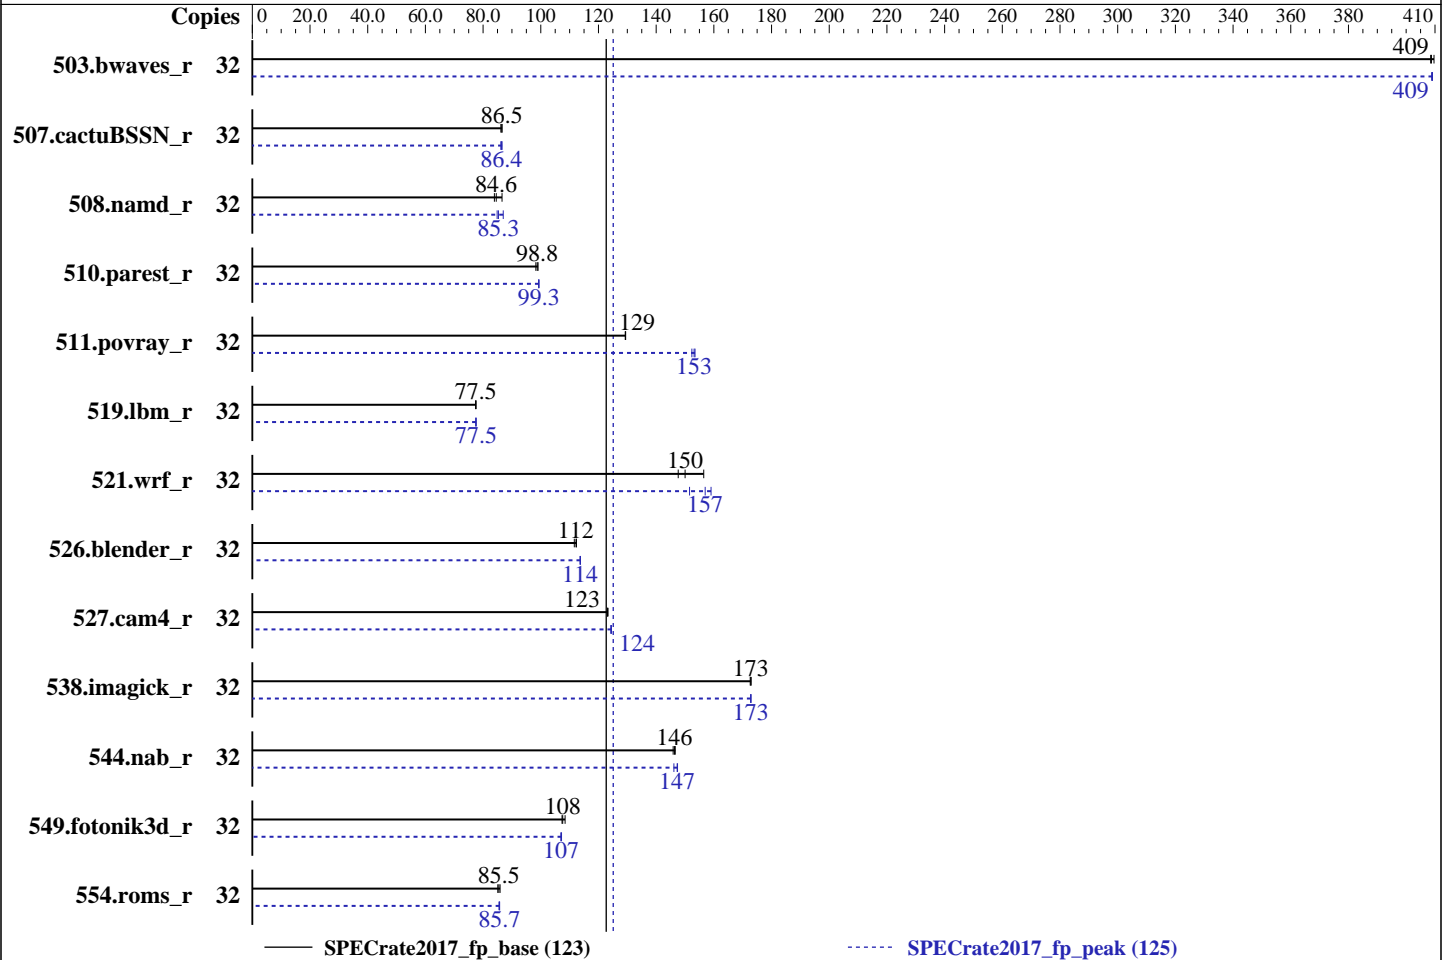 Copies 0 20.0 40.0 60.0 80.0 100 120 140 160 180 200 220 240 260 280 300 320 340 360 380 410
409
503.bwaves_r 32
409
86.5
507.cactuBSSN_r 32
86.4
84.6
508.namd_r 32
85.3
98.8
510.parest_r 32
99.3
129
511.povray_r 32
153
77.5
519.lbm_r 32
77.5
150
521.wrf_r 32
157
112
526.blender_r 32
114
123
527.cam4_r 32
124
173
538.imagick_r 32
173
146
544.nab_r 32
147
108
549.fotonik3d_r 32
107
85.5
554.roms_r 32
85.7
SPECrate2017_fp_base (123) SPECrate2017_fp_peak (125)